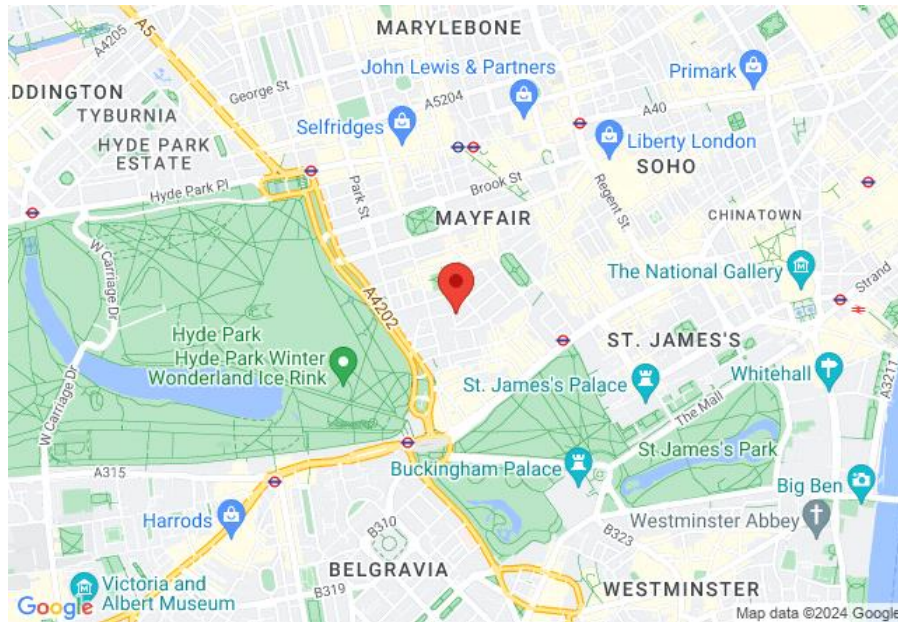 MARYLEBONE
A4205
A5
John Lewis & Partners
Primark
George St
A5204
A40
DDINGTON
TYBURNIA
Selfridges
Liberty London
HYDE PARK
ESTATE
SOHO
Park St
Brook St
Regent St.
Hyde Park Pl
MAYFAIR
CHINATOWN
W Carriage Dr
The National Gallery
Strand
A4202
Hyde Park
Hyde Park Winter
Wonderland Ice Rink
ST. JAMES'S
St. James's Palace
Whitehall
A3211
W Carriage Dr
The Mall
A315
Buckingham Palace
St James's Park
Big Ben
Harrods
B310
Westminster Abbey
B323
BELGRAVIA
Victoria and
Albert Museum
B319
WESTMINSTER
Google
Map data ©2024 Google